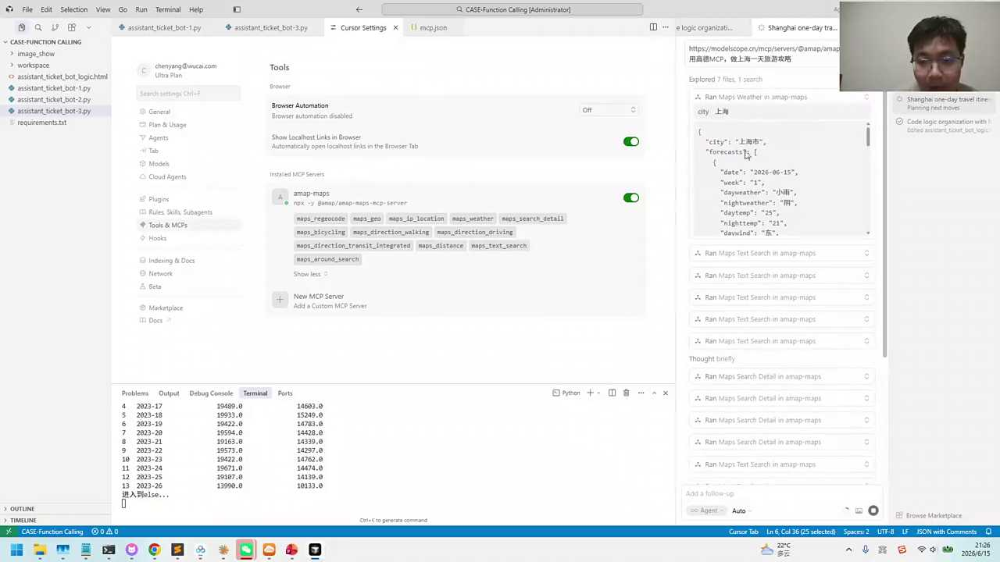 File Edit Selection View Go Run Terminal Help
CASE-Function Calling [Administrator]
CASE-FUNCTION CALLING
image_show
workspace
assistant_ticket_bot_logic.html
assistant_ticket_bot-1.py
assistant_ticket_bot-2.py
assistant_ticket_bot-3.py
requirements.txt
OUTLINE
TIMELINE
assistant_ticket_bot-1.py assistant_ticket_bot-3.py Cursor Settings mcp.json
chenyang@wucai.com
Ultra Plan
Search settings Ctrl+F
General
Plan & Usage
Agents
Tab
Models
Cloud Agents
Plugins
Rules, Skills, Subagents
Tools & MCPs
Hooks
Indexing & Docs
Network
Beta
Marketplace
Docs
Tools
Browser
Browser Automation
Browser automation disabled
Off
Show Localhost Links in Browser
Automatically open localhost links in the Browser Tab
Installed MCP Servers
A
amap-maps
npx -y @amap/amap-maps-mcp-server
maps_regeocode maps_geo maps_ip_location maps_weather maps_search_detail
maps_bicycling maps_direction_walking maps_direction_driving
maps_direction_transit_integrated maps_distance maps_text_search
maps_around_search
Show less
New MCP Server
Add a Custom MCP Server
Problems Output Debug Console Terminal Ports
Python
4 2023-17 19489.0 14603.0
5 2023-18 19933.0 15249.0
6 2023-19 19422.0 14783.0
7 2023-20 19594.0 14428.0
8 2023-21 19163.0 14339.0
9 2023-22 19573.0 14297.0
10 2023-23 19422.0 14762.0
11 2023-24 19671.0 14474.0
12 2023-25 19107.0 14139.0
13 2023-26 13990.0 10133.0
进入到else...
Ctrl+K to generate command
e logic organizati... Shanghai one-day tra...
https://modelscope.cn/mcp/servers/@amap/amap
用高德MCP，做上海一天旅游攻略
Explored 7 files, 1 search
Ran Maps Weather in amap-maps
city 上海
{
"city": "上海市",
"forecasts": [
{
"date": "2026-06-15",
"week": "1",
"dayweather": "小雨",
"nightweather": "阴",
"daytemp": "25",
"nighttemp": "21",
"daywind": "东",
Ran Maps Text Search in amap-maps
Ran Maps Text Search in amap-maps
Ran Maps Text Search in amap-maps
Ran Maps Text Search in amap-maps
Ran Maps Text Search in amap-maps
Thought briefly
Ran Maps Search Detail in amap-maps
Ran Maps Search Detail in amap-maps
Ran Maps Search Detail in amap-maps
Ran Maps Search Detail in amap-maps
Ran Maps Text Search in amap-maps
Add a follow-up
Agent Auto
Shanghai one-day travel itine
Planning next moves
Code logic organization with f
Edited assistant_ticket_bot_logic
Browse Marketplace
CASE-Function Calling 0 0
Cursor Tab Ln 6, Col 36 (25 selected) Spaces: 2 UTF-8 LF JSON with Comments
22℃
多云
21:26
2026/6/15